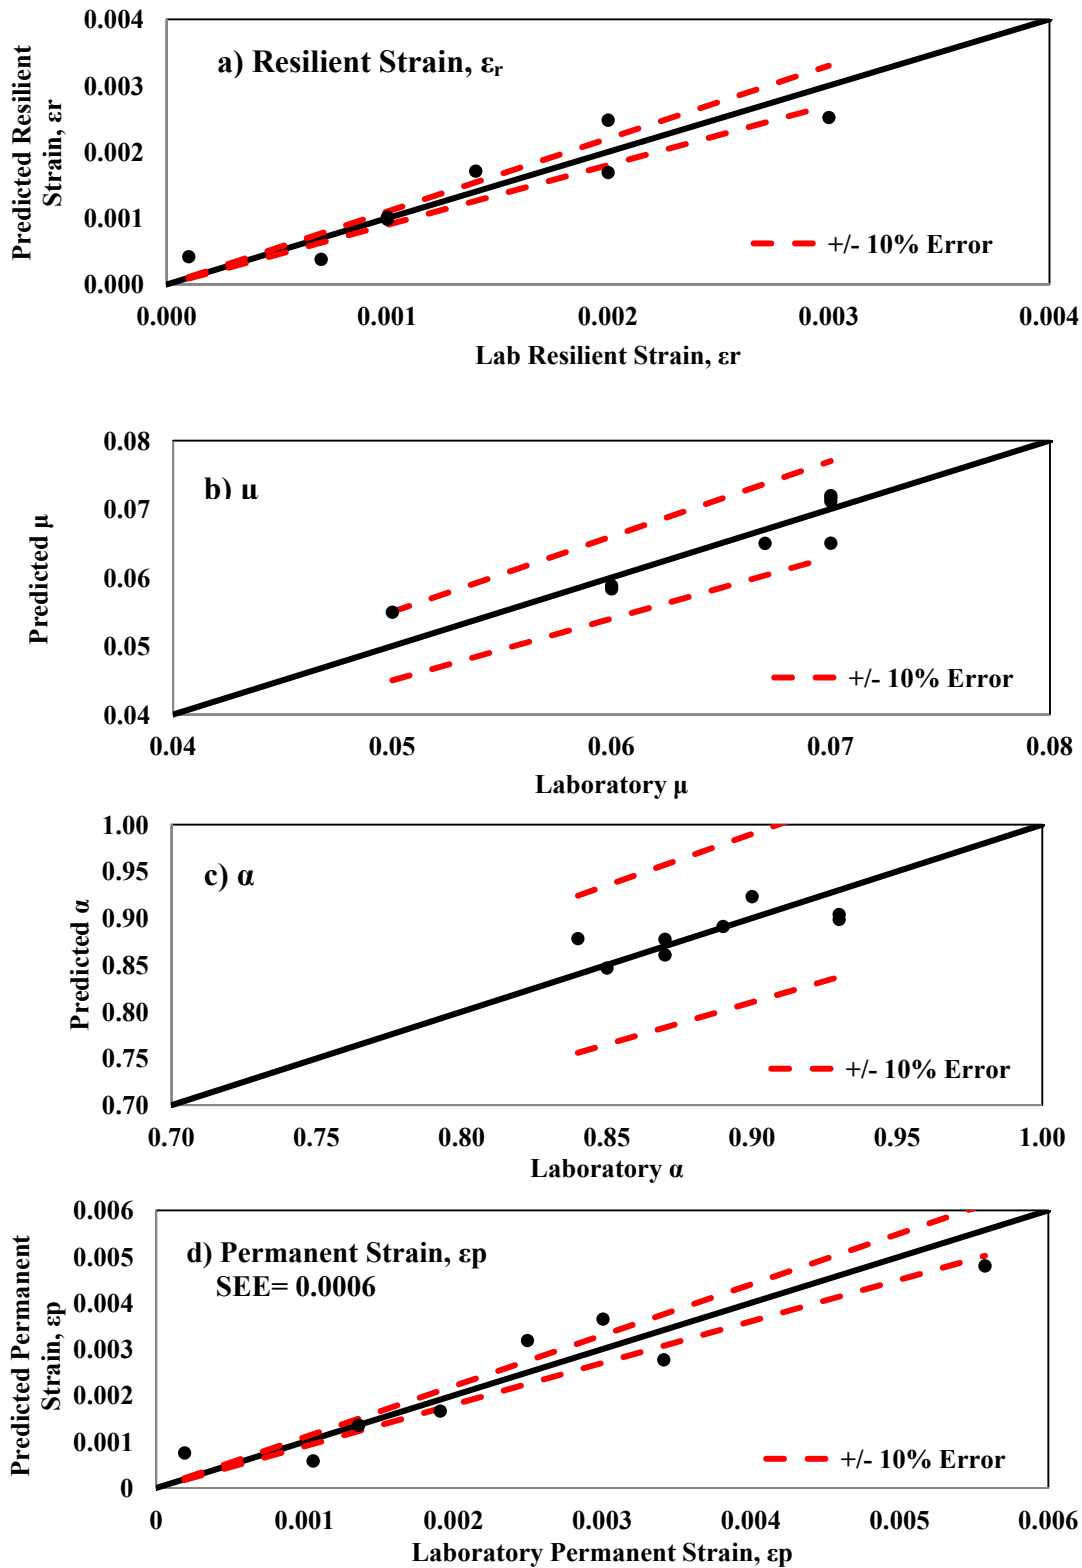 0.004
0.003
0.002
0.001
0.000
Predicted Resilient
Strain, εr
a) Resilient Strain, εr
+/- 10% Error
0.000 0.001 0.002 0.003 0.004
Lab Resilient Strain, εr
0.08
0.07
0.06
0.05
0.04
Predicted μ
b) μ
+/- 10% Error
0.04 0.05 0.06 0.07 0.08
Laboratory μ
1.00
0.95
0.90
0.85
0.80
0.75
0.70
Predicted α
c) α
+/- 10% Error
0.70 0.75 0.80 0.85 0.90 0.95 1.00
Laboratory α
0.006
0.005
0.004
0.003
0.002
0.001
0
Predicted Permanent
Strain, εp
d) Permanent Strain, εp
SEE= 0.0006
+/- 10% Error
0 0.001 0.002 0.003 0.004 0.005 0.006
Laboratory Permanent Strain, εp